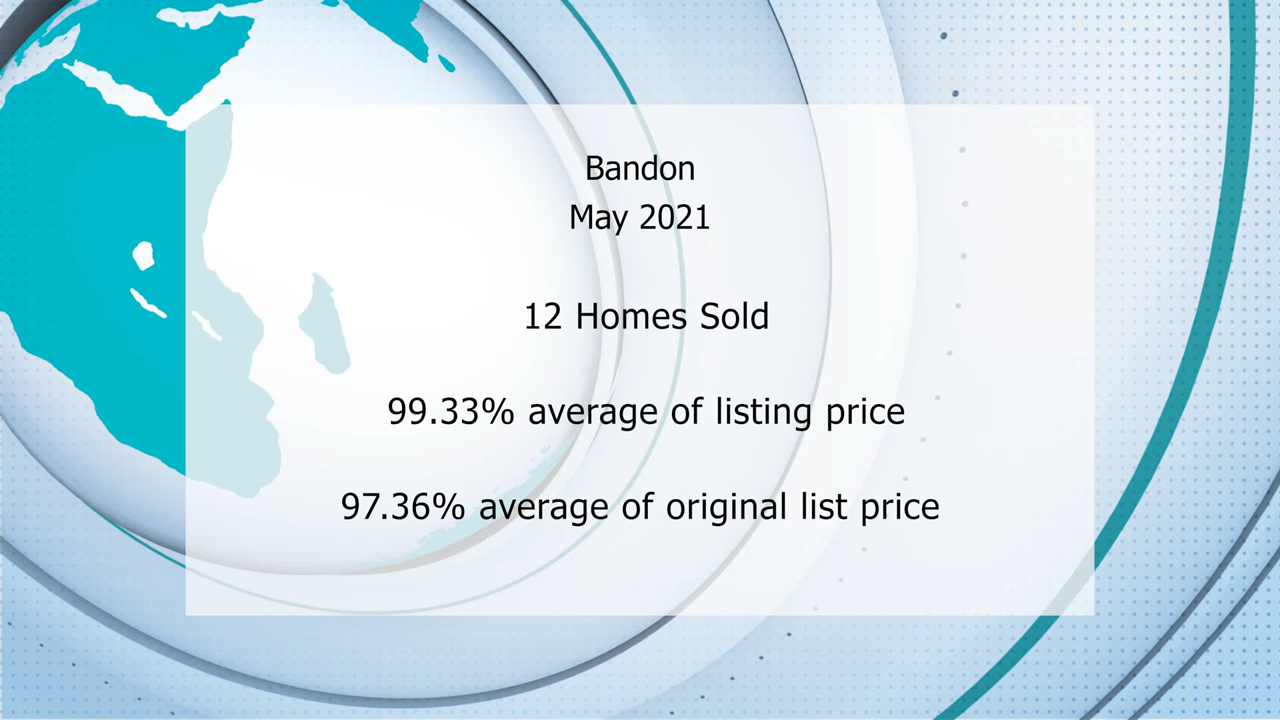 Bandon
May 2021
12 Homes Sold
99.33% average of listing price
97.36% average of original list price